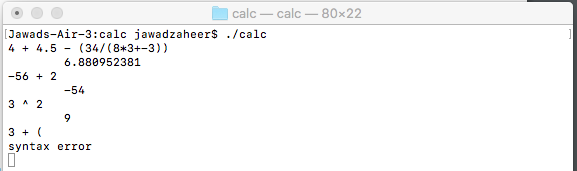 calc — calc — 80×22
[Jawads-Air-3:calc jawadzaheer$ ./calc ]
4 + 4.5 - (34/(8*3+-3))
6.880952381
-56 + 2
-54
3 ^ 2
9
3 + (
syntax error